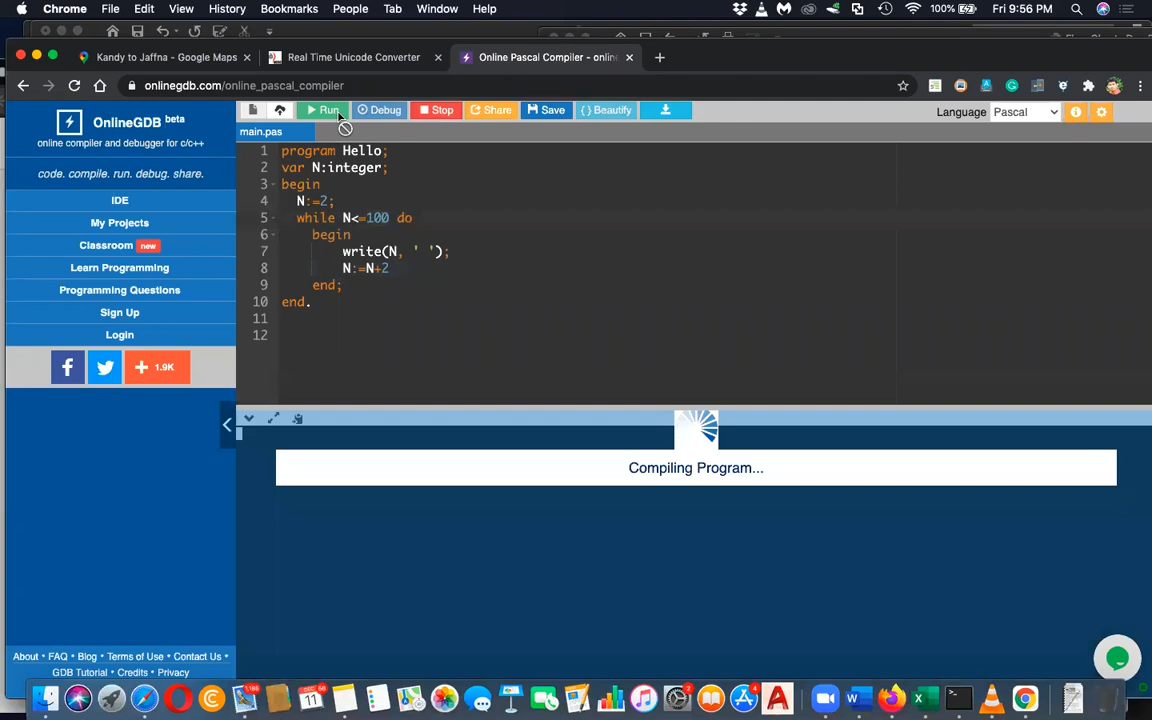 Chrome File Edit View History Bookmarks People Tab Window Help 100% Fri 9:56 PM
Kandy to Jaffna - Google Maps Real Time Unicode Converter Online Pascal Compiler - onlin
onlinegdb.com/online_pascal_compiler
OnlineGDB beta
online compiler and debugger for c/c++
code. compile. run. debug. share.
IDE
My Projects
Classroom new
Learn Programming
Programming Questions
Sign Up
Login
f + 1.9K
About • FAQ • Blog • Terms of Use • Contact Us •
GDB Tutorial • Credits • Privacy
Run Debug Stop Share Save { } Beautify Language Pascal
main.pas
1 program Hello;
2 var N:integer;
3 begin
4 N:=2;
5 while N<=100 do
6 begin
7 write(N, ' ');
8 N:=N+2
9 end;
10 end.
11
12
Compiling Program...